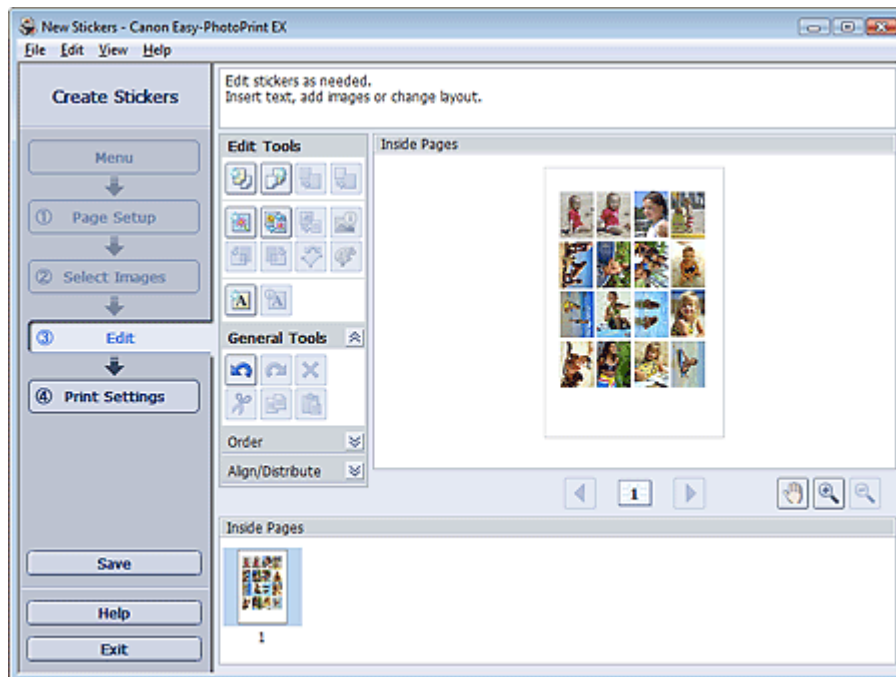 New Stickers - Canon Easy-PhotoPrint EX
File Edit View Help
Create Stickers
Menu
① Page Setup
② Select Images
③ Edit
④ Print Settings
Save
Help
Exit
Edit stickers as needed.
Insert text, add images or change layout.
Edit Tools
A A
General Tools
Order
Align/Distribute
Inside Pages
1
Inside Pages
1